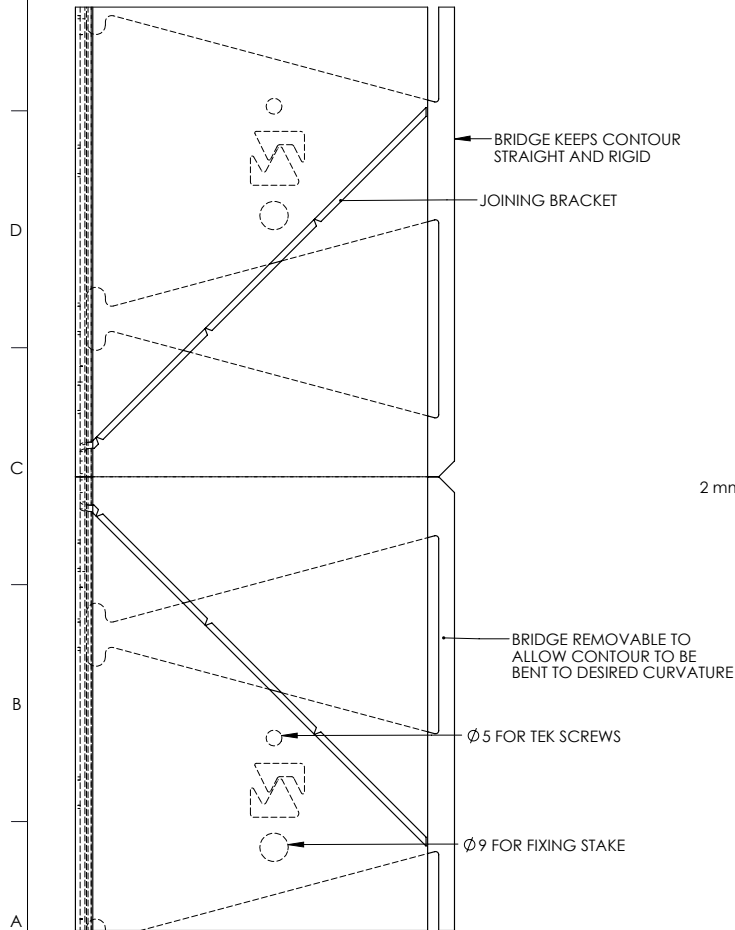 BRIDGE KEEPS CONTOUR
STRAIGHT AND RIGID
JOINING BRACKET
D
C
2 mm
BRIDGE REMOVABLE TO
ALLOW CONTOUR TO BE
BENT TO DESIRED CURVATURE
B
Ø5 FOR TEK SCREWS
Ø9 FOR FIXING STAKE
A